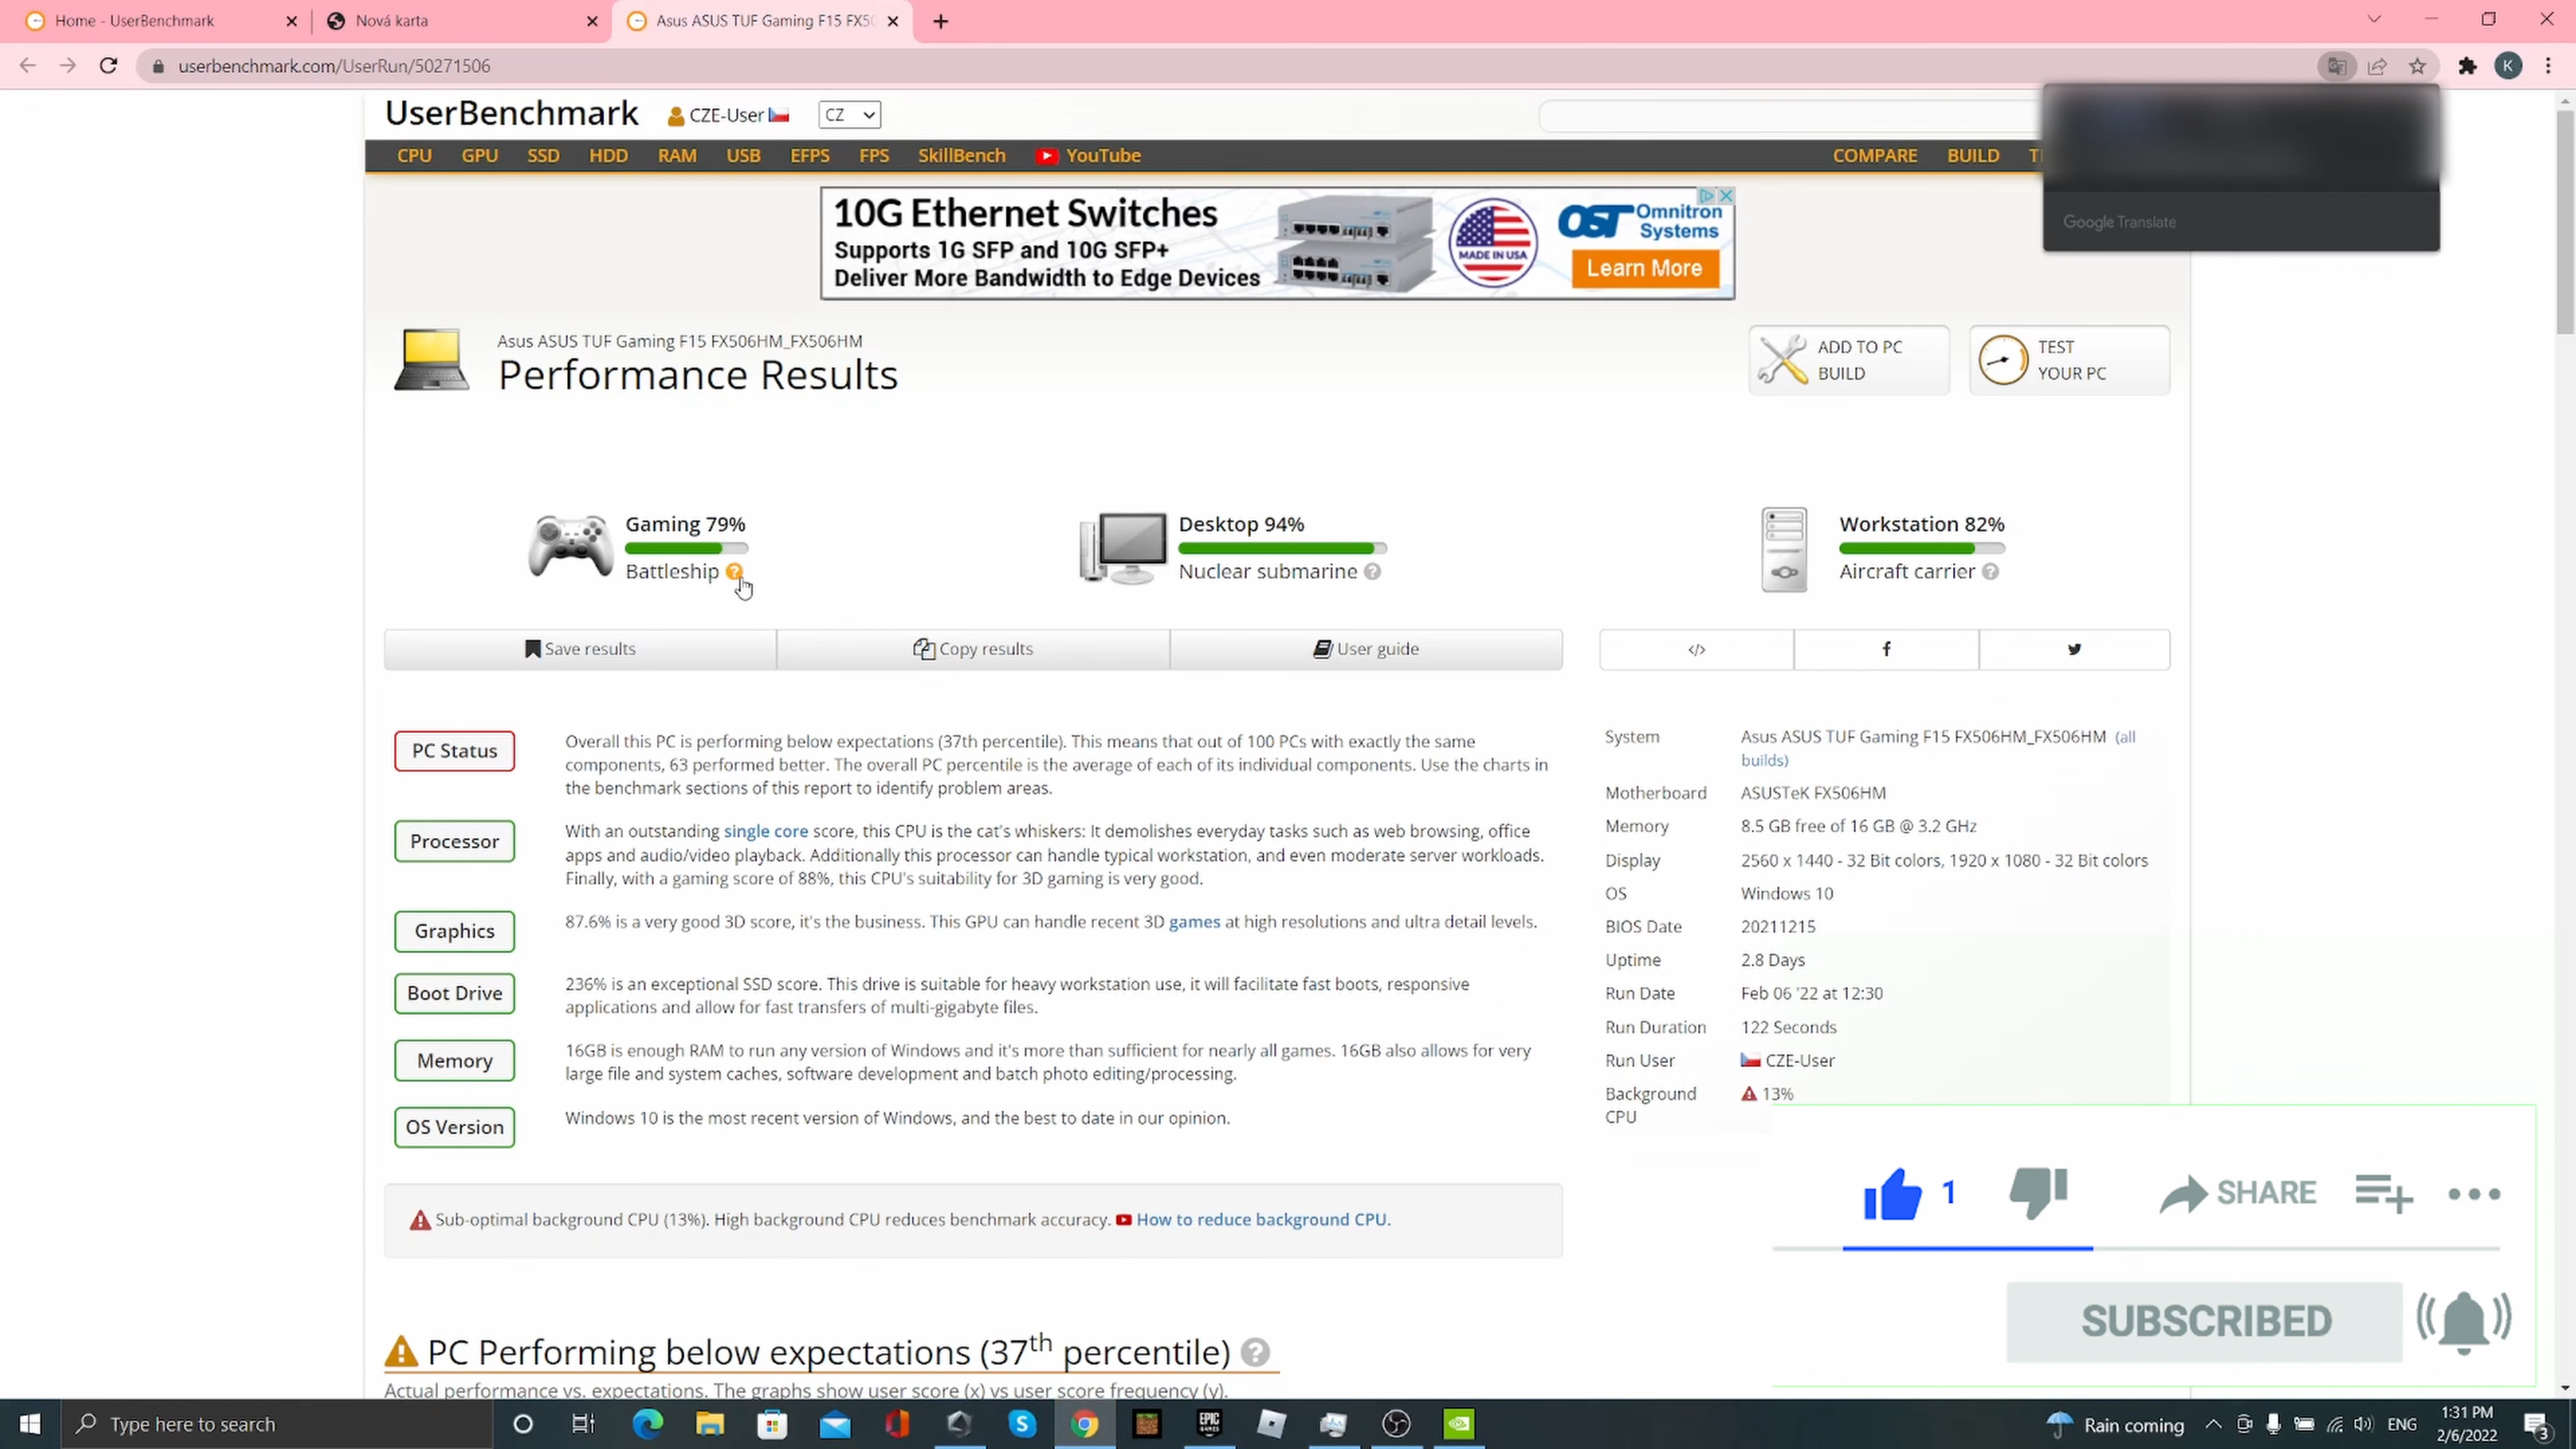 Home - UserBenchmark
Nová karta
Asus ASUS TUF Gaming F15 FX50
userbenchmark.com/UserRun/50271506
K
UserBenchmark
CZE-User
CZ
CPU GPU SSD HDD RAM USB EFPS FPS SkillBench YouTube
COMPARE BUILD
Google Translate
10G Ethernet Switches
Supports 1G SFP and 10G SFP+
Deliver More Bandwidth to Edge Devices
MADE IN USA
OST Omnitron Systems
Learn More
Asus ASUS TUF Gaming F15 FX506HM_FX506HM
Performance Results
ADD TO PC BUILD
TEST YOUR PC
Gaming 79%
Battleship ?
Desktop 94%
Nuclear submarine ?
Workstation 82%
Aircraft carrier ?
Save results
Copy results
User guide
</>
PC Status
Overall this PC is performing below expectations (37th percentile). This means that out of 100 PCs with exactly the same
components, 63 performed better. The overall PC percentile is the average of each of its individual components. Use the charts in
the benchmark sections of this report to identify problem areas.
Processor
With an outstanding single core score, this CPU is the cat's whiskers: It demolishes everyday tasks such as web browsing, office
apps and audio/video playback. Additionally this processor can handle typical workstation, and even moderate server workloads.
Finally, with a gaming score of 88%, this CPU's suitability for 3D gaming is very good.
Graphics
87.6% is a very good 3D score, it's the business. This GPU can handle recent 3D games at high resolutions and ultra detail levels.
Boot Drive
236% is an exceptional SSD score. This drive is suitable for heavy workstation use, it will facilitate fast boots, responsive
applications and allow for fast transfers of multi-gigabyte files.
Memory
16GB is enough RAM to run any version of Windows and it's more than sufficient for nearly all games. 16GB also allows for very
large file and system caches, software development and batch photo editing/processing.
OS Version
Windows 10 is the most recent version of Windows, and the best to date in our opinion.
System Asus ASUS TUF Gaming F15 FX506HM_FX506HM (all
builds)
Motherboard ASUSTeK FX506HM
Memory 8.5 GB free of 16 GB @ 3.2 GHz
Display 2560 x 1440 - 32 Bit colors, 1920 x 1080 - 32 Bit colors
OS Windows 10
BIOS Date 20211215
Uptime 2.8 Days
Run Date Feb 06 '22 at 12:30
Run Duration 122 Seconds
Run User CZE-User
Background 13%
CPU
Sub-optimal background CPU (13%). High background CPU reduces benchmark accuracy. How to reduce background CPU.
1 SHARE
SUBSCRIBED
PC Performing below expectations (37th percentile) ?
Actual performance vs. expectations. The graphs show user score (x) vs user score frequency (y).
Type here to search
EPIC GAMES
Rain coming
ENG
1:31 PM
2/6/2022
3